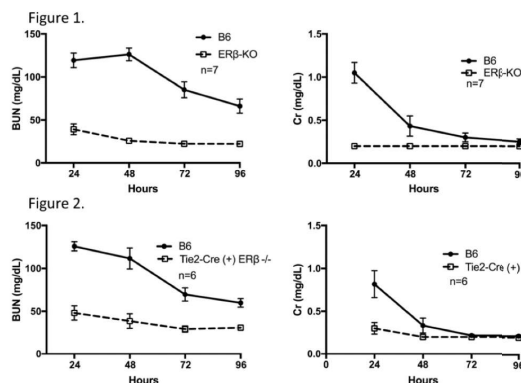 Figure 1.
B6
ERβ-KO
n=7
BUN (mg/dL)
150
100
50
0
24 48 72 96
Hours
B6
ERβ-KO
n=7
Cr (mg/dL)
1.5
1.0
0.5
0.0
24 48 72 96
Hours
Figure 2.
B6
Tie2-Cre (+) ERβ -/-
n=6
BUN (mg/dL)
150
100
50
0
24 48 72 96
Hours
B6
Tie2-Cre (+)
n=6
Cr (mg/dL)
1.5
1.0
0.5
0.0
0 24 48 72 96
Hours